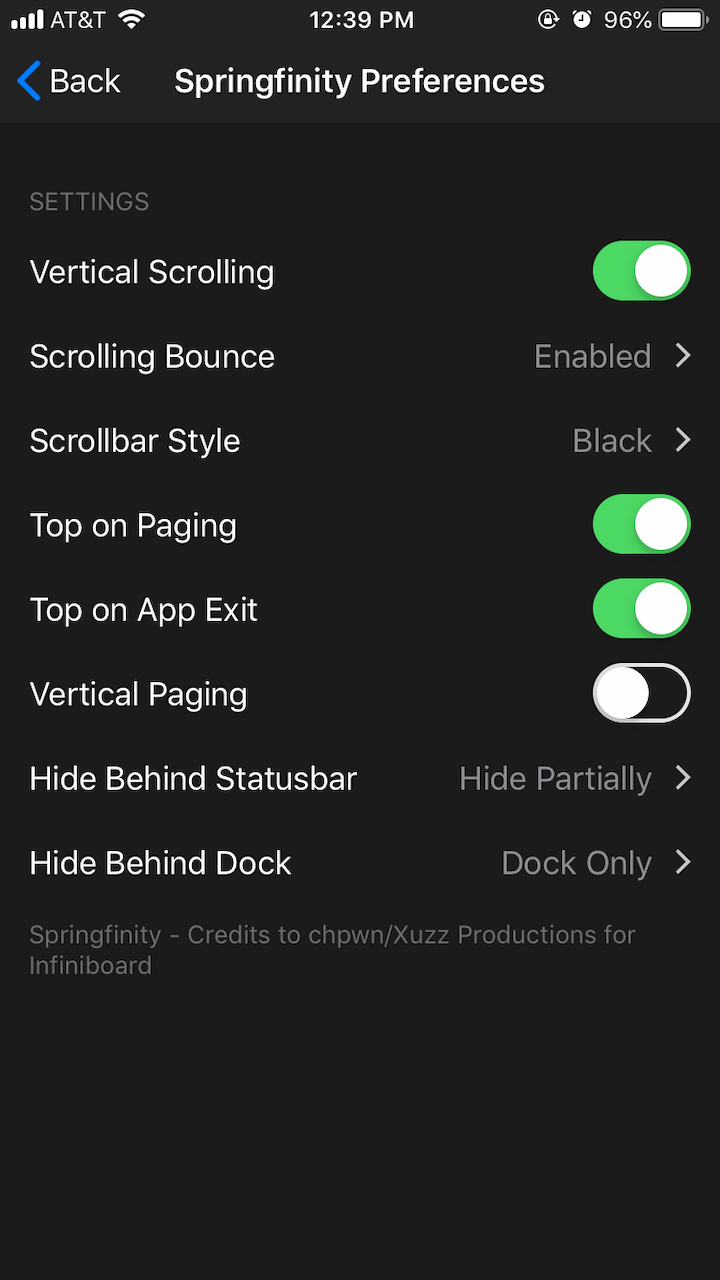 AT&T 12:39 PM 96%
Back Springfinity Preferences
SETTINGS
Vertical Scrolling
Scrolling Bounce Enabled
Scrollbar Style Black
Top on Paging
Top on App Exit
Vertical Paging
Hide Behind Statusbar Hide Partially
Hide Behind Dock Dock Only
Springfinity - Credits to chpwn/Xuzz Productions for
Infiniboard